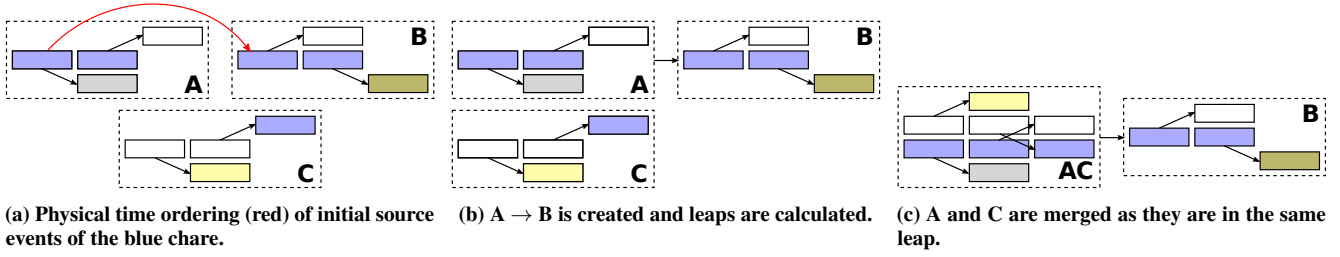 A
B
C
(a) Physical time ordering (red) of initial source
events of the blue chare.
A
B
C
(b) A → B is created and leaps are calculated.
AC
B
(c) A and C are merged as they are in the same
leap.